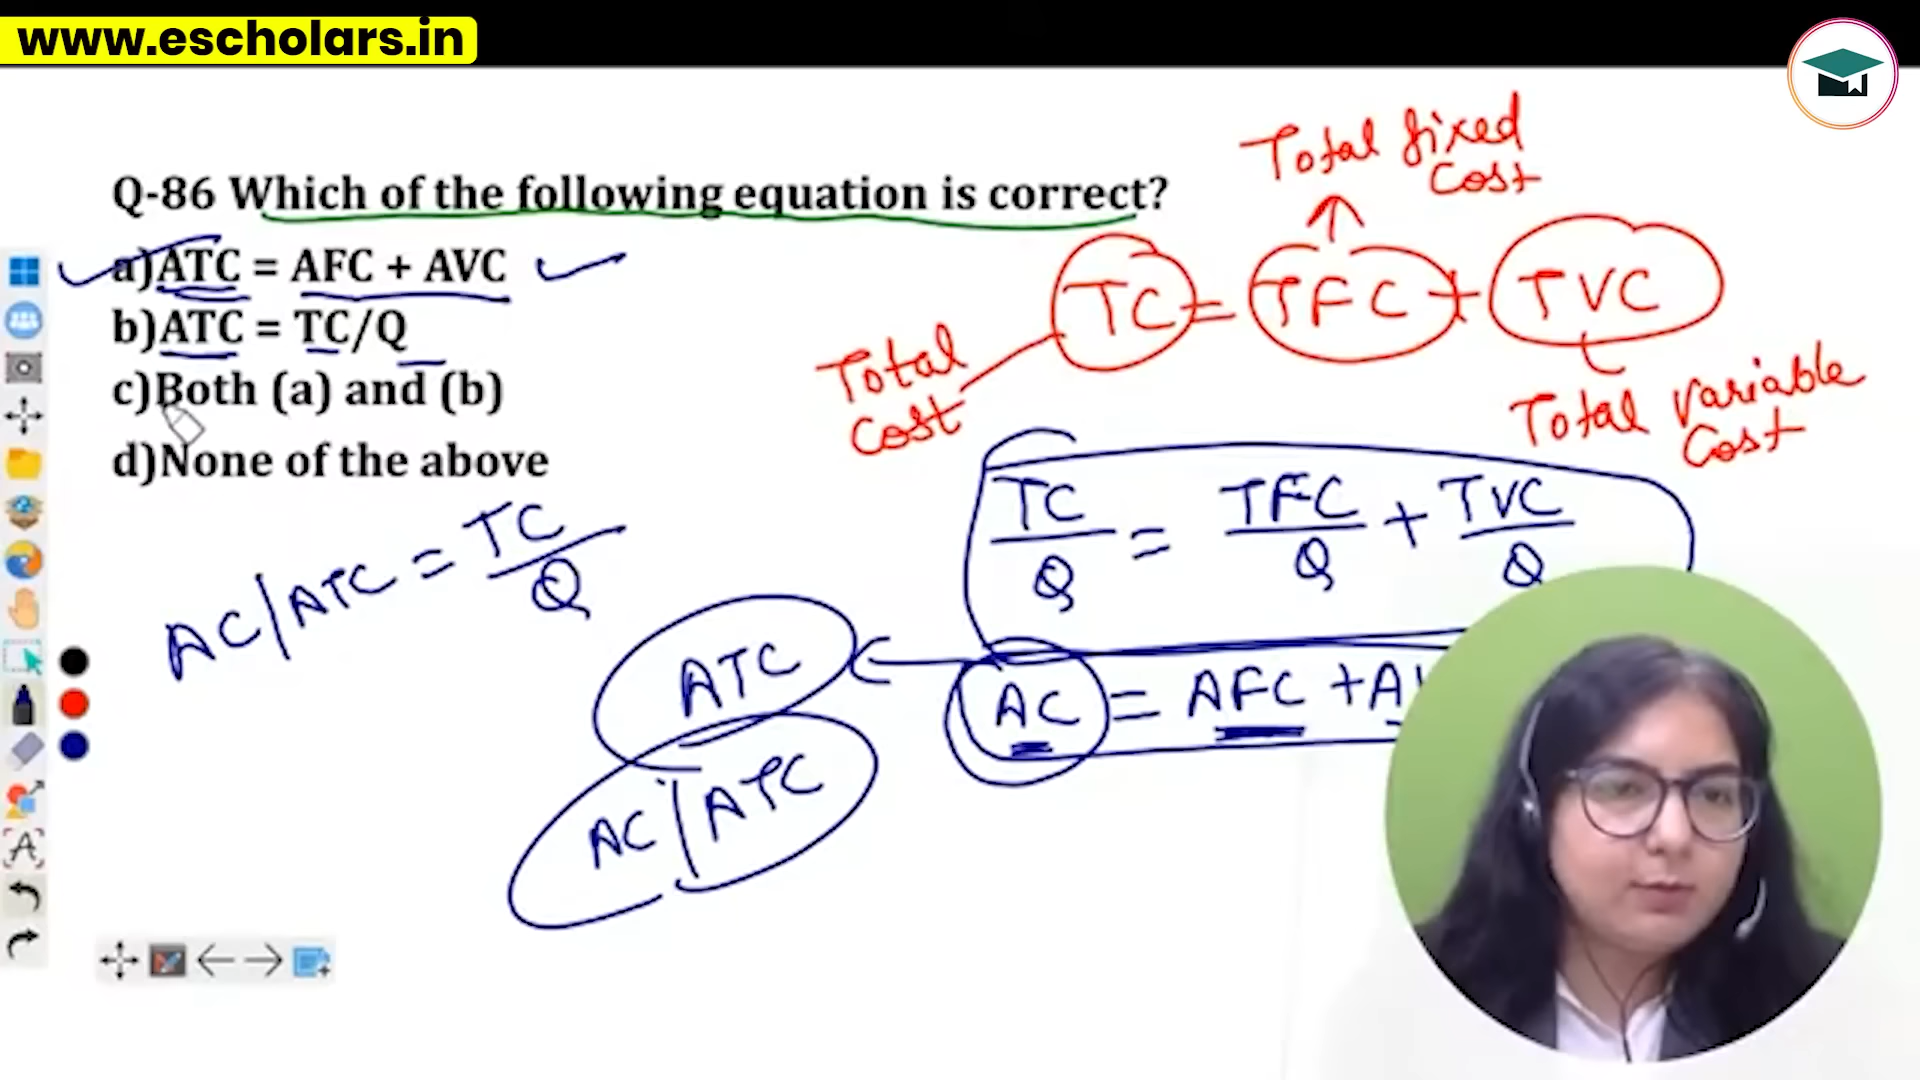 www.escholars.in
Q-86 Which of the following equation is correct?
a)ATC = AFC + AVC
b)ATC = TC/Q
c)Both (a) and (b)
d)None of the above
Total fixed
Cost
TC = TFC + TVC
Total
Cost
Total variable
Cost
TC/Q = TFC/Q + TVC/Q
AC/ATC = TC/Q
ATC
AC = AFC + A
AC/ATC